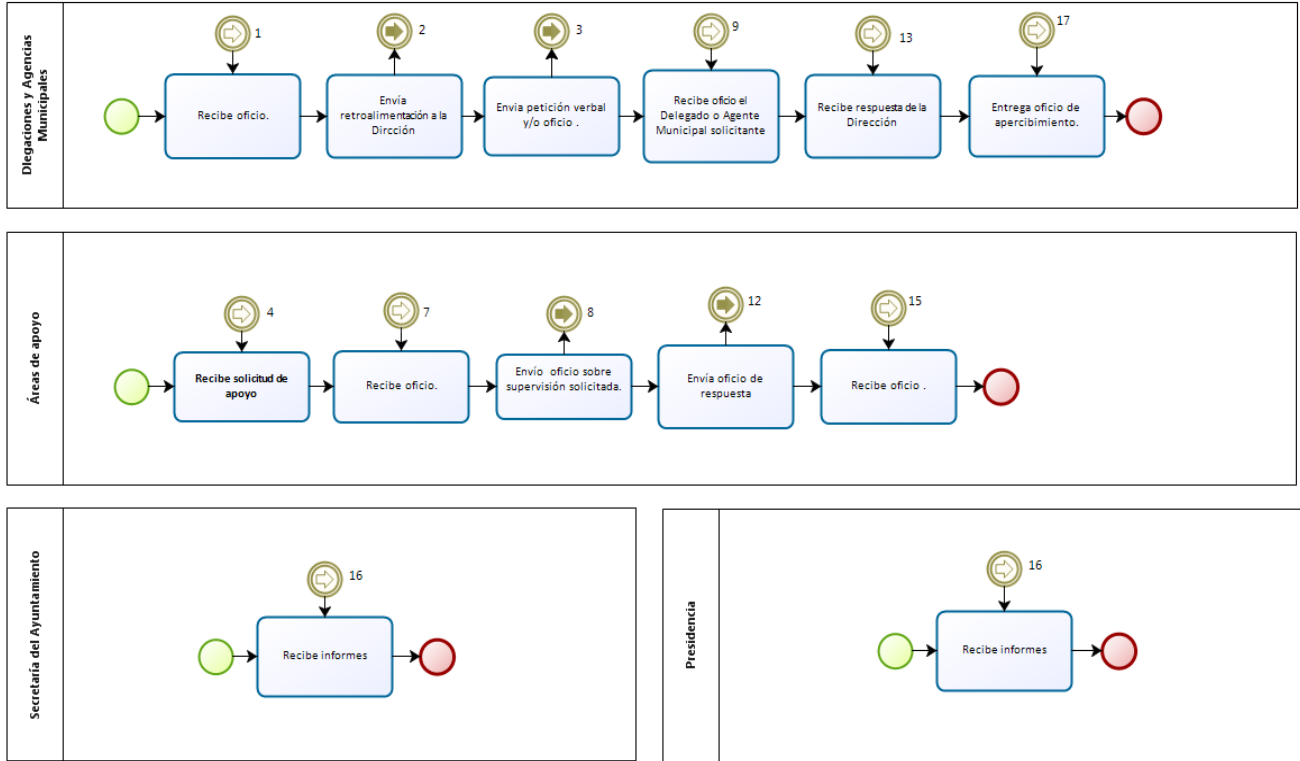 Dlegaciones y Agencias
Municipales
1
2
3
9
13
17
Recibe oficio.
Envía
retroalimentación a la
Dircción
Envia petición verbal
y/o oficio .
Recibe oficio el
Delegado o Agente
Municipal solicitante
Recibe respuesta de la
Dirección
Entrega oficio de
apercibimiento.
Áreas de apoyo
4
7
8
12
15
Recibe solicitud de
apoyo
Recibe oficio.
Envío oficio sobre
supervisión solicitada.
Envía oficio de
respuesta
Recibe oficio .
Secretaría del Ayuntamiento
16
Recibe informes
Presidencia
16
Recibe informes